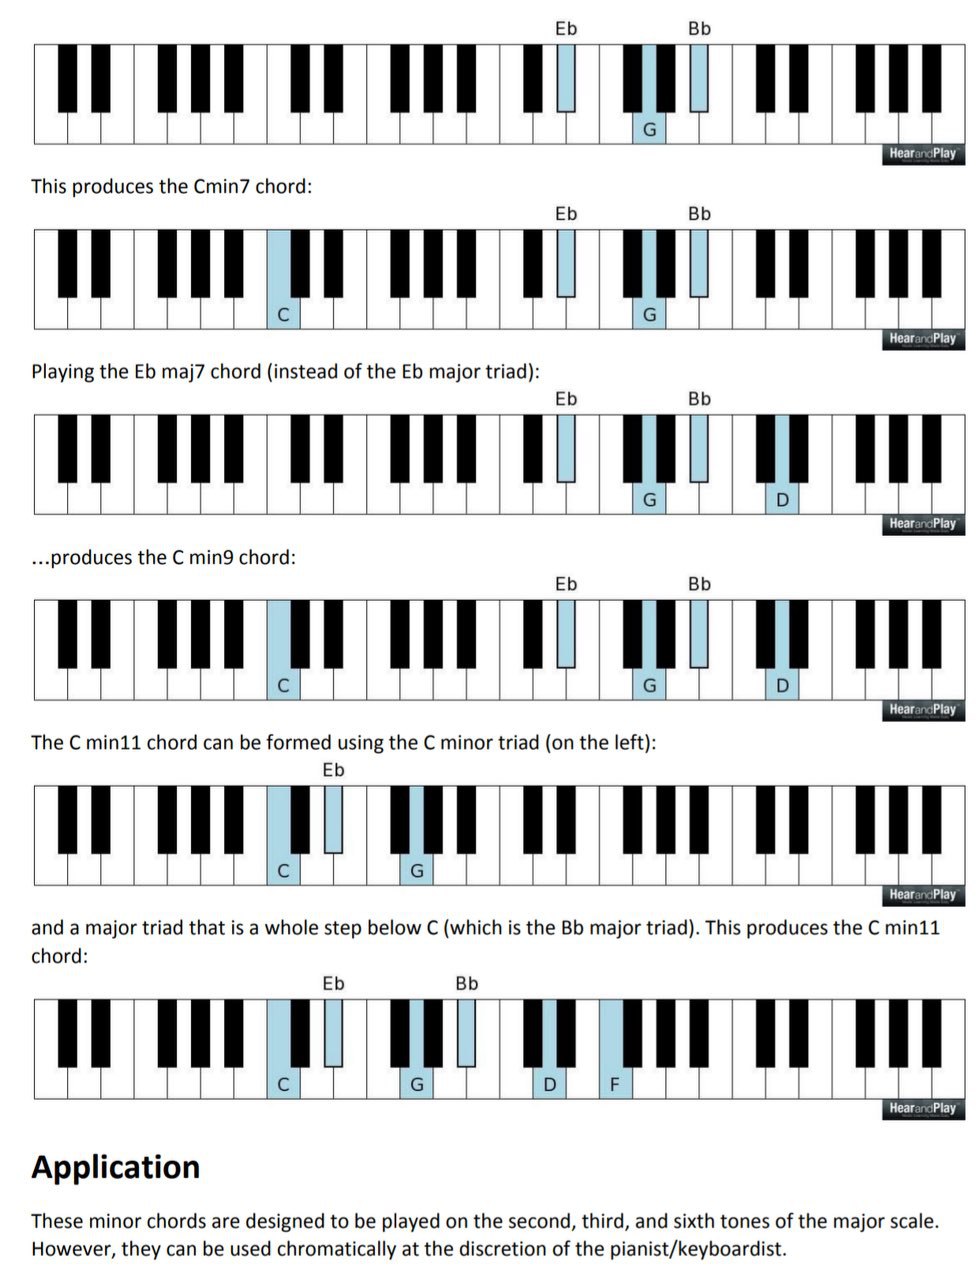 Eb Bb
G
HearandPlay
This produces the Cmin7 chord:
Eb Bb
C G
HearandPlay
Playing the Eb maj7 chord (instead of the Eb major triad):
Eb Bb
G D
HearandPlay
...produces the C min9 chord:
Eb Bb
C G D
HearandPlay
The C min11 chord can be formed using the C minor triad (on the left):
Eb
C G
HearandPlay
and a major triad that is a whole step below C (which is the Bb major triad). This produces the C min11
chord:
Eb Bb
C G D F
HearandPlay
Application
These minor chords are designed to be played on the second, third, and sixth tones of the major scale.
However, they can be used chromatically at the discretion of the pianist/keyboardist.